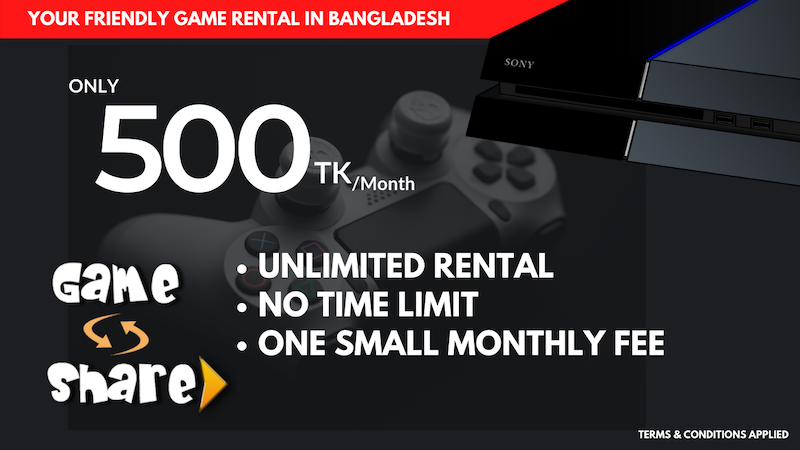 YOUR FRIENDLY GAME RENTAL IN BANGLADESH
SONY
ONLY
500 TK/Month
Game
Share
• UNLIMITED RENTAL
• NO TIME LIMIT
• ONE SMALL MONTHLY FEE
TERMS & CONDITIONS APPLIED